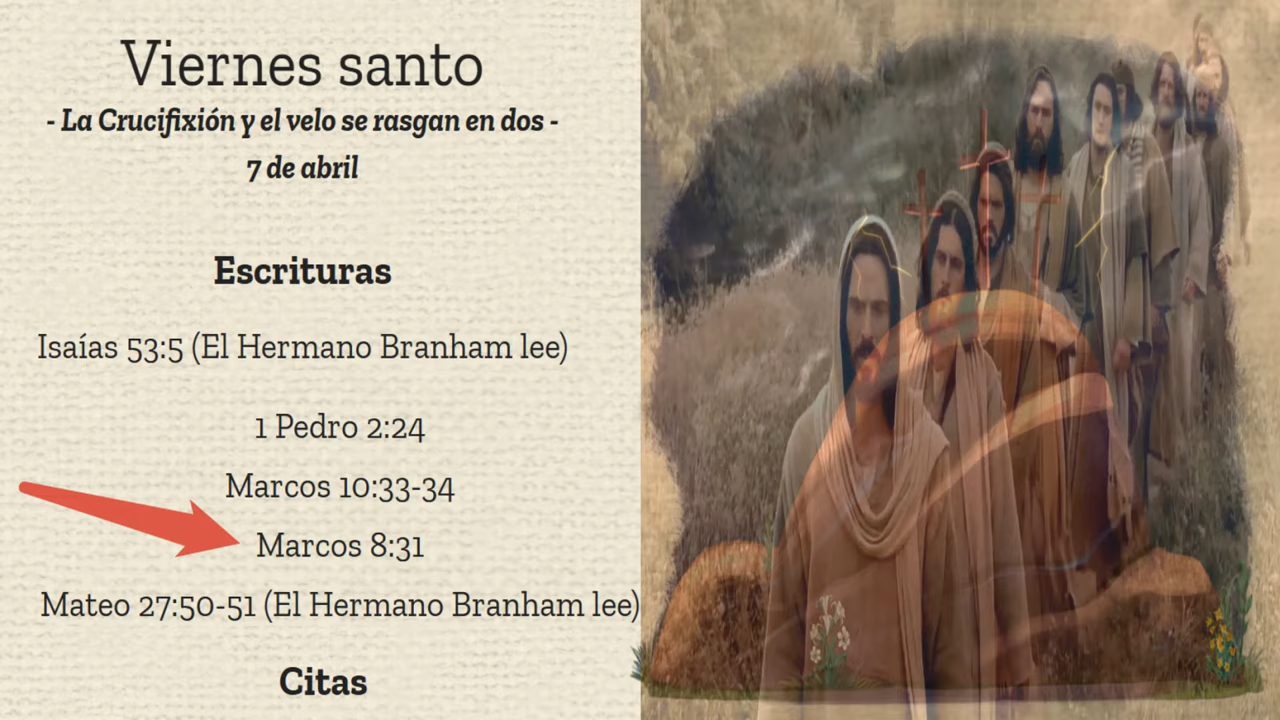 Viernes santo
- La Crucifixión y el velo se rasgan en dos -
7 de abril
Escrituras
Isaías 53:5 (El Hermano Branham lee)
1 Pedro 2:24
Marcos 10:33-34
Marcos 8:31
Mateo 27:50-51 (El Hermano Branham lee)
Citas